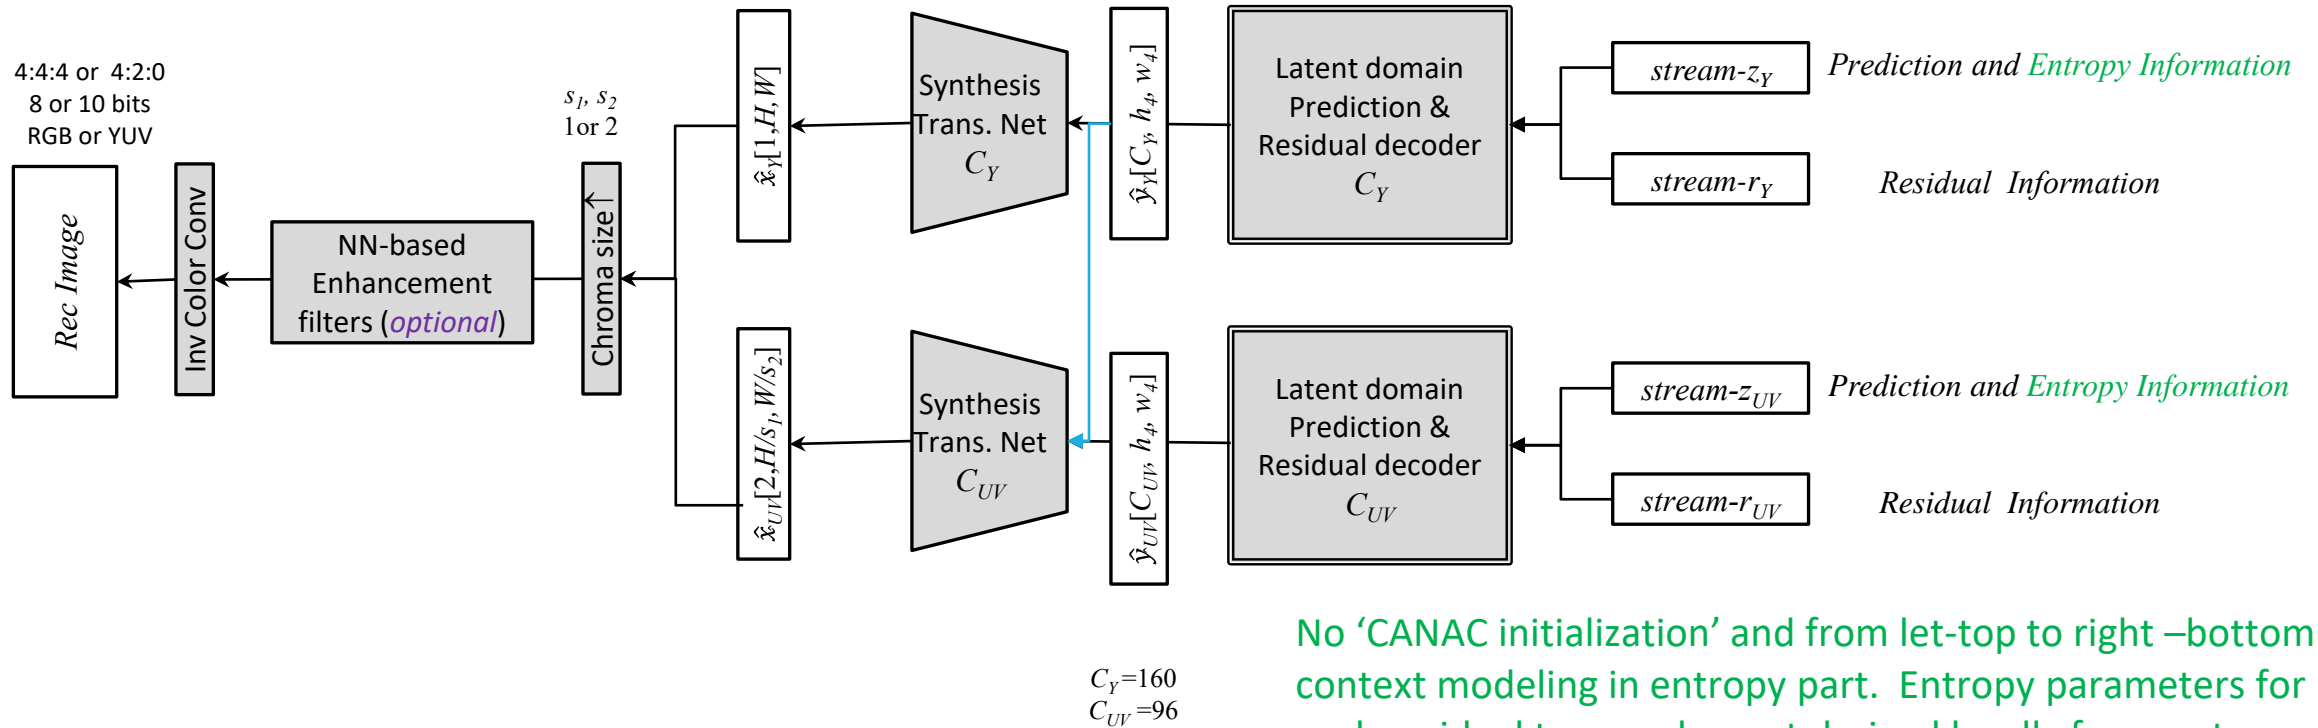 4:4:4 or 4:2:0
8 or 10 bits
RGB or YUV
Rec Image
Inv Color Conv
NN-based
Enhancement
filters (optional)
s1, s2
1or 2
Chroma size↑
x̂Y[1,H,W]
Synthesis
Trans. Net
CY
ŷY[CY, h4, w4]
Latent domain
Prediction &
Residual decoder
CY
stream-zY
Prediction and Entropy Information
stream-rY
Residual Information
x̂UV[2,H/s1,W/s2]
Synthesis
Trans. Net
CUV
ŷUV[CUV, h4, w4]
Latent domain
Prediction &
Residual decoder
CUV
stream-zUV
Prediction and Entropy Information
stream-rUV
Residual Information
CY=160
CUV=96
No ‘CANAC initialization’ and from let-top to right –bottom
context modeling in entropy part. Entropy parameters for